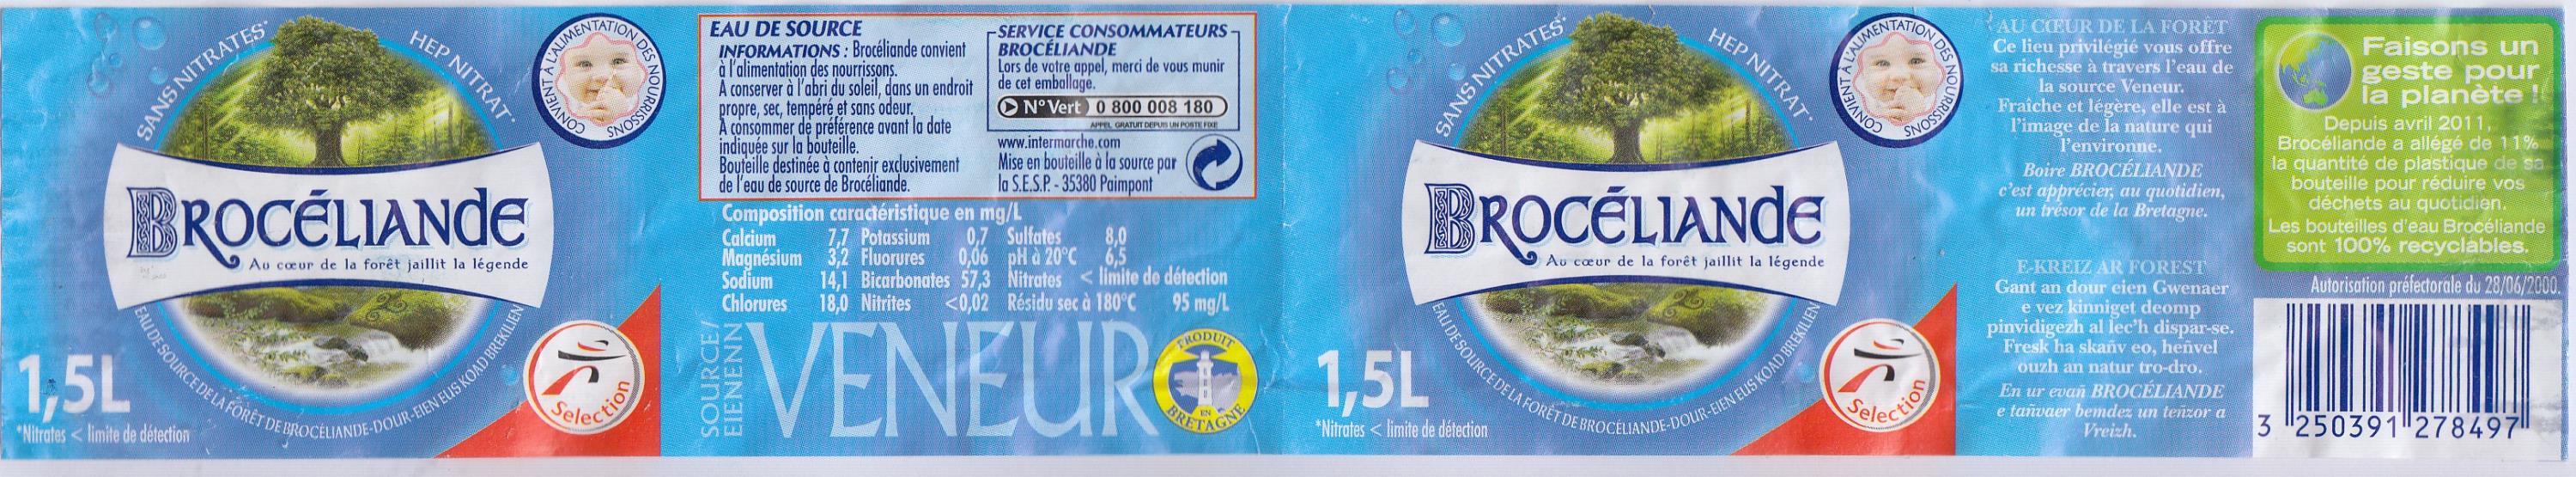 SANS NITRATES*
HEP NITRAT*
CONVIENT À L'ALIMENTATION DES NOURRISSONS
BROCÉLIANDE
Au cœur de la forêt jaillit la légende
EAU DE SOURCE DE LA FORÊT DE BROCÉLIANDE-DOUR-EIEN EUS KOAD BREKILIEN
1,5L
*Nitrates < limite de détection
Selection
EAU DE SOURCE
INFORMATIONS : Brocéliande convient
à l'alimentation des nourrissons.
A conserver à l'abri du soleil, dans un endroit
propre, sec, tempéré et sans odeur.
A consommer de préférence avant la date
indiquée sur la bouteille.
Bouteille destinée à contenir exclusivement
de l'eau de source de Brocéliande.
SERVICE CONSOMMATEURS
BROCÉLIANDE
Lors de votre appel, merci de vous munir
de cet emballage.
N° Vert 0 800 008 180
APPEL GRATUIT DEPUIS UN POSTE FIXE
www.intermarche.com
Mise en bouteille à la source par
la S.E.S.P. - 35380 Paimpont
Composition caractéristique en mg/L
Calcium 7,7 Potassium 0,7 Sulfates 8,0
Magnésium 3,2 Fluorures 0,06 pH à 20°C 6,5
Sodium 14,1 Bicarbonates 57,3 Nitrates < limite de détection
Chlorures 18,0 Nitrites <0,02 Résidu sec à 180°C 95 mg/L
SOURCE/
EIENENN
VENEUR
PRODUIT
EN
BRETAGNE
SANS NITRATES*
HEP NITRAT*
CONVIENT À L'ALIMENTATION DES NOURRISSONS
BROCÉLIANDE
Au cœur de la forêt jaillit la légende
EAU DE SOURCE DE LA FORÊT DE BROCÉLIANDE-DOUR-EIEN EUS KOAD BREKILIEN
1,5L
*Nitrates < limite de détection
Selection
AU CŒUR DE LA FORÊT
Ce lieu privilégié vous offre
sa richesse à travers l'eau de
la source Veneur.
Fraiche et légère, elle est à
l'image de la nature qui
l'environne.
Boire BROCÉLIANDE
c'est apprécier, au quotidien,
un trésor de la Bretagne.
E-KREIZ AR FOREST
Gant an dour eien Gwenaer
e vez kinniget deomp
pinvidigezh al lec'h dispar-se.
Fresk ha skañv eo, heñvel
ouzh an natur tro-dro.
En ur evañ BROCÉLIANDE
e tañvaer bemdez un teñzor a
Vreizh.
Faisons un
geste pour
la planète !
Depuis avril 2011,
Brocéliande a allégé de 11%
la quantité de plastique de sa
bouteille pour réduire vos
déchets au quotidien.
Les bouteilles d'eau Brocéliande
sont 100% recyclables.
Autorisation préfectorale du 28/06/2000.
3 250391 278497